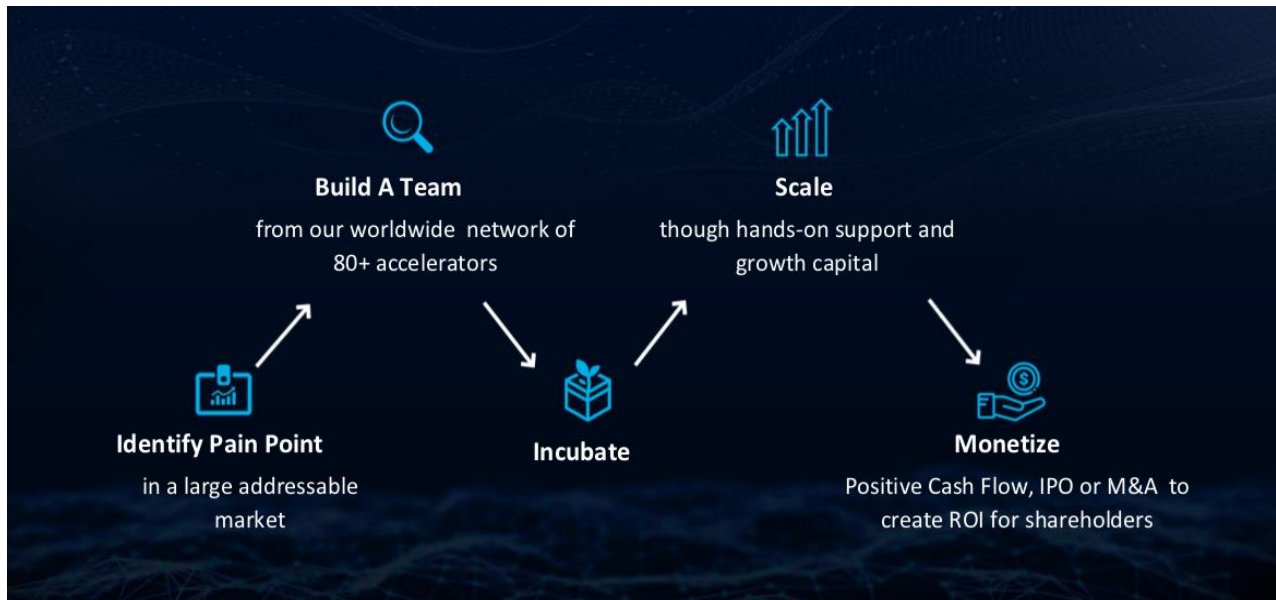 Identify Pain Point
in a large addressable
market
Build A Team
from our worldwide network of
80+ accelerators
Incubate
Scale
though hands-on support and
growth capital
Monetize
Positive Cash Flow, IPO or M&A to
create ROI for shareholders